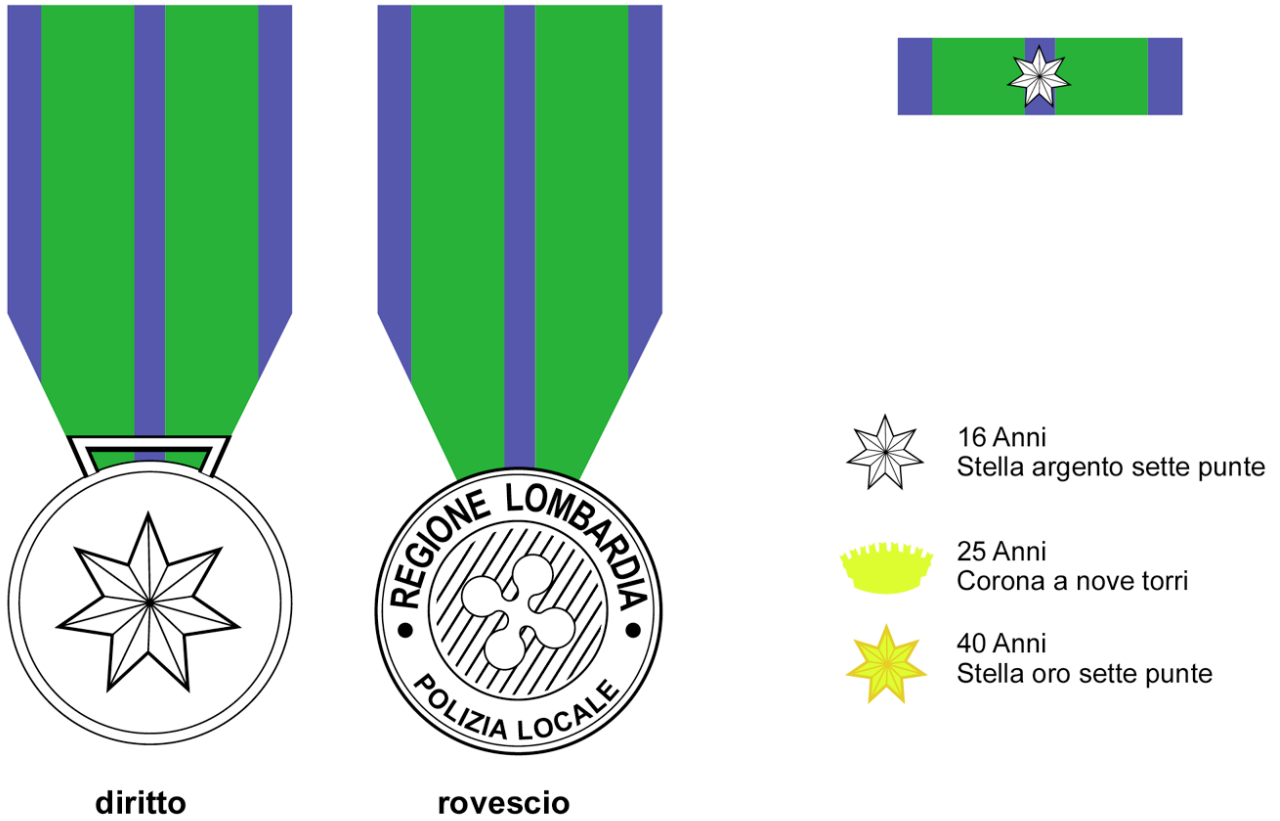 REGIONE LOMBARDIA
POLIZIA LOCALE
diritto
rovescio
16 Anni
Stella argento sette punte
25 Anni
Corona a nove torri
40 Anni
Stella oro sette punte